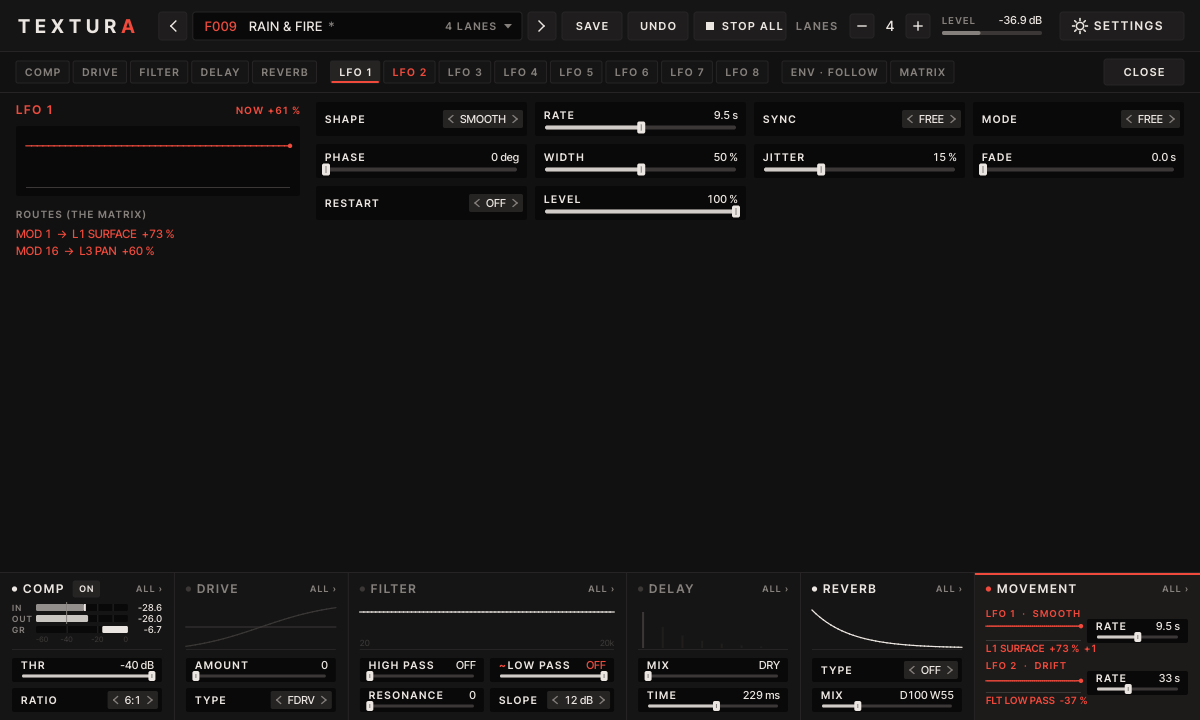 TEXTURA
F009 RAIN & FIRE * 4 LANES
SAVE
UNDO
STOP ALL
LANES
4
LEVEL -36.9 dB
SETTINGS
COMP
DRIVE
FILTER
DELAY
REVERB
LFO 1
LFO 2
LFO 3
LFO 4
LFO 5
LFO 6
LFO 7
LFO 8
ENV · FOLLOW
MATRIX
CLOSE
LFO 1 NOW +61 %
SHAPE < SMOOTH >
RATE 9.5 s
SYNC < FREE >
MODE < FREE >
PHASE 0 deg
WIDTH 50 %
JITTER 15 %
FADE 0.0 s
RESTART < OFF >
LEVEL 100 %
ROUTES (THE MATRIX)
MOD 1 → L1 SURFACE +73 %
MOD 16 → L3 PAN +60 %
COMP ON ALL ›
IN -28.6
OUT -26.0
GR -6.7
-60 -40 -20 0
THR -40 dB
RATIO < 6:1 >
DRIVE ALL ›
AMOUNT 0
TYPE < FDRV >
FILTER ALL ›
20 20k
HIGH PASS OFF
~LOW PASS OFF
RESONANCE 0
SLOPE < 12 dB >
DELAY ALL ›
MIX DRY
TIME 229 ms
REVERB ALL ›
TYPE < OFF >
MIX D100 W55
MOVEMENT ALL ›
LFO 1 · SMOOTH
RATE 9.5 s
L1 SURFACE +73 % +1
LFO 2 · DRIFT
RATE 33 s
FLT LOW PASS -37 %